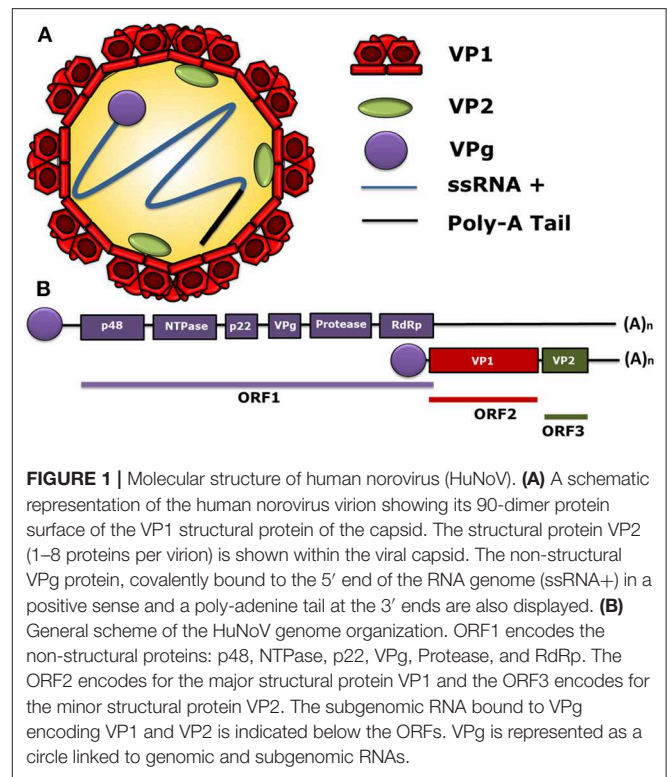 A
VP1
VP2
VPg
ssRNA +
Poly-A Tail
B
p48 NTPase p22 VPg Protease RdRp (A)n
VP1 VP2 (A)n
ORF1
ORF2
ORF3
FIGURE 1 | Molecular structure of human norovirus (HuNoV). (A) A schematic
representation of the human norovirus virion showing its 90-dimer protein
surface of the VP1 structural protein of the capsid. The structural protein VP2
(1–8 proteins per virion) is shown within the viral capsid. The non-structural
VPg protein, covalently bound to the 5′ end of the RNA genome (ssRNA+) in a
positive sense and a poly-adenine tail at the 3′ ends are also displayed. (B)
General scheme of the HuNoV genome organization. ORF1 encodes the
non-structural proteins: p48, NTPase, p22, VPg, Protease, and RdRp. The
ORF2 encodes for the major structural protein VP1 and the ORF3 encodes for
the minor structural protein VP2. The subgenomic RNA bound to VPg
encoding VP1 and VP2 is indicated below the ORFs. VPg is represented as a
circle linked to genomic and subgenomic RNAs.